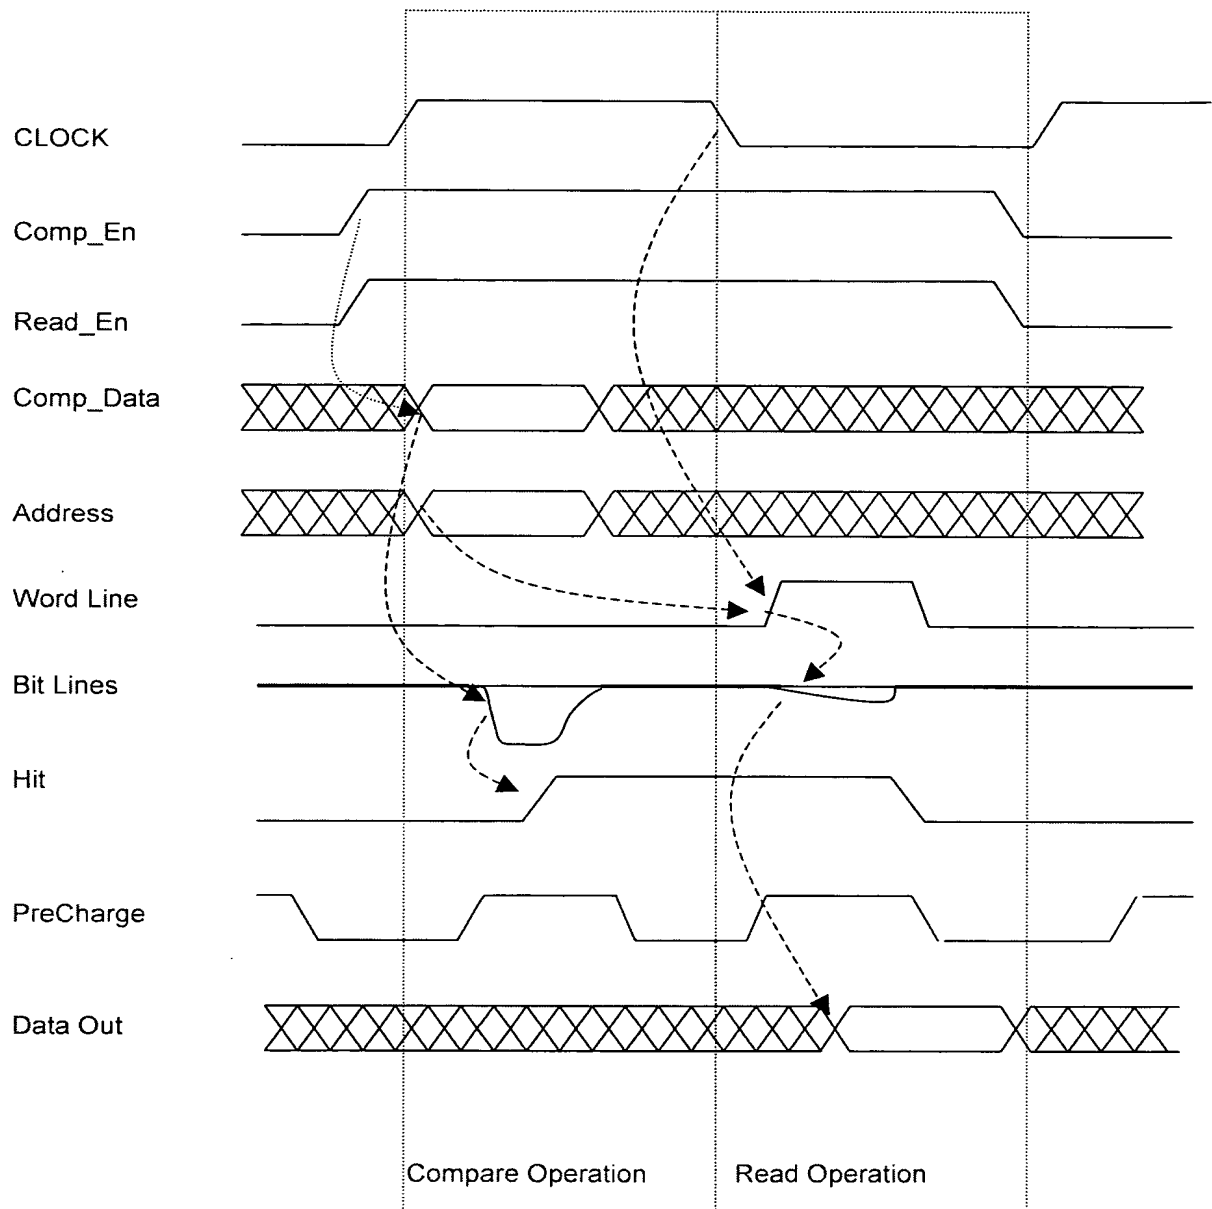 CLOCK
Comp_En
Read_En
Comp_Data
Address
Word Line
Bit Lines
Hit
PreCharge
Data Out
Compare Operation
Read Operation